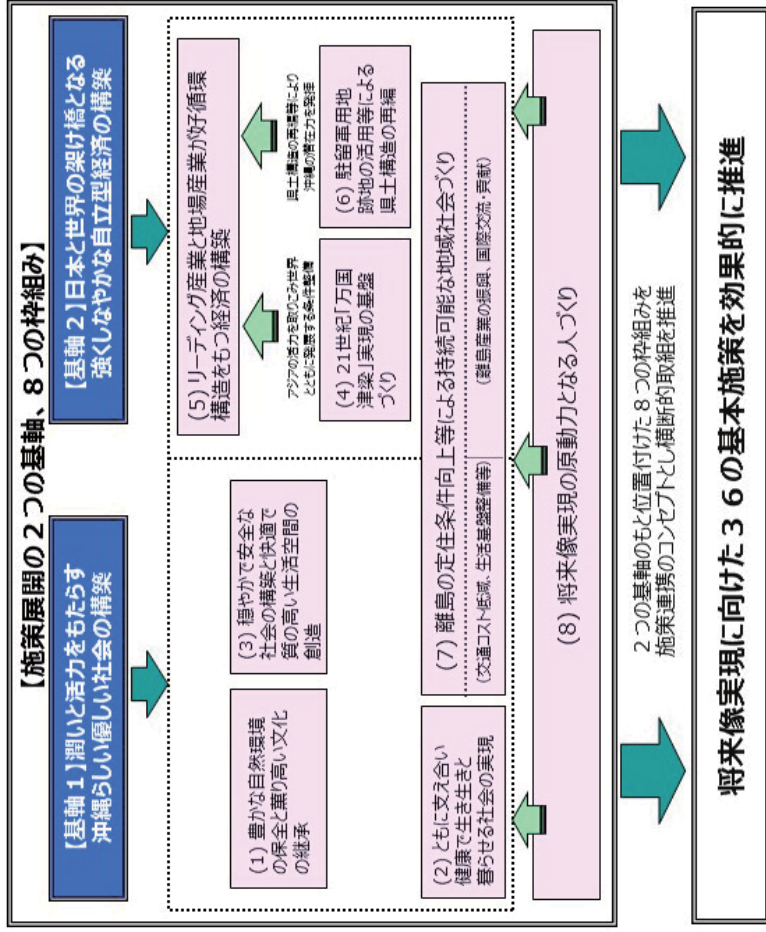 【施策展開の２つの基軸、８つの枠組み】
【基軸１】潤いと活力をもたらす
沖縄らしい優しい社会の構築
【基軸２】日本と世界の架け橋となる
強くしなやかな自立型経済の構築
(1) 豊かな自然環境
の保全と薫り高い文化
の継承
(3) 穏やかで安全な
社会の構築と快適で
質の高い生活空間の
創造
(5) リーディング産業と地場産業が好循環
構造をもつ経済の構築
アジアの活力を取りこみ世界
とともに発展する条件整備
県土構造の再編等により
沖縄の潜在力を発揮
(4) 21世紀「万国
津梁」実現の基盤
づくり
(6) 駐留軍用地
跡地の活用等による
県土構造の再編
(2) ともに支え合い
健康で生き生きと
暮らせる社会の実現
(7) 離島の定住条件向上等による持続可能な地域社会づくり
(交通コスト低減、生活基盤整備等)
(離島産業の振興、国際交流・貢献)
(8) 将来像実現の原動力となる人づくり
２つの基軸のもと位置付けた８つの枠組みを
施策連携のコンセプトとし横断的取組を推進
将来像実現に向けた３６の基本施策を効果的に推進